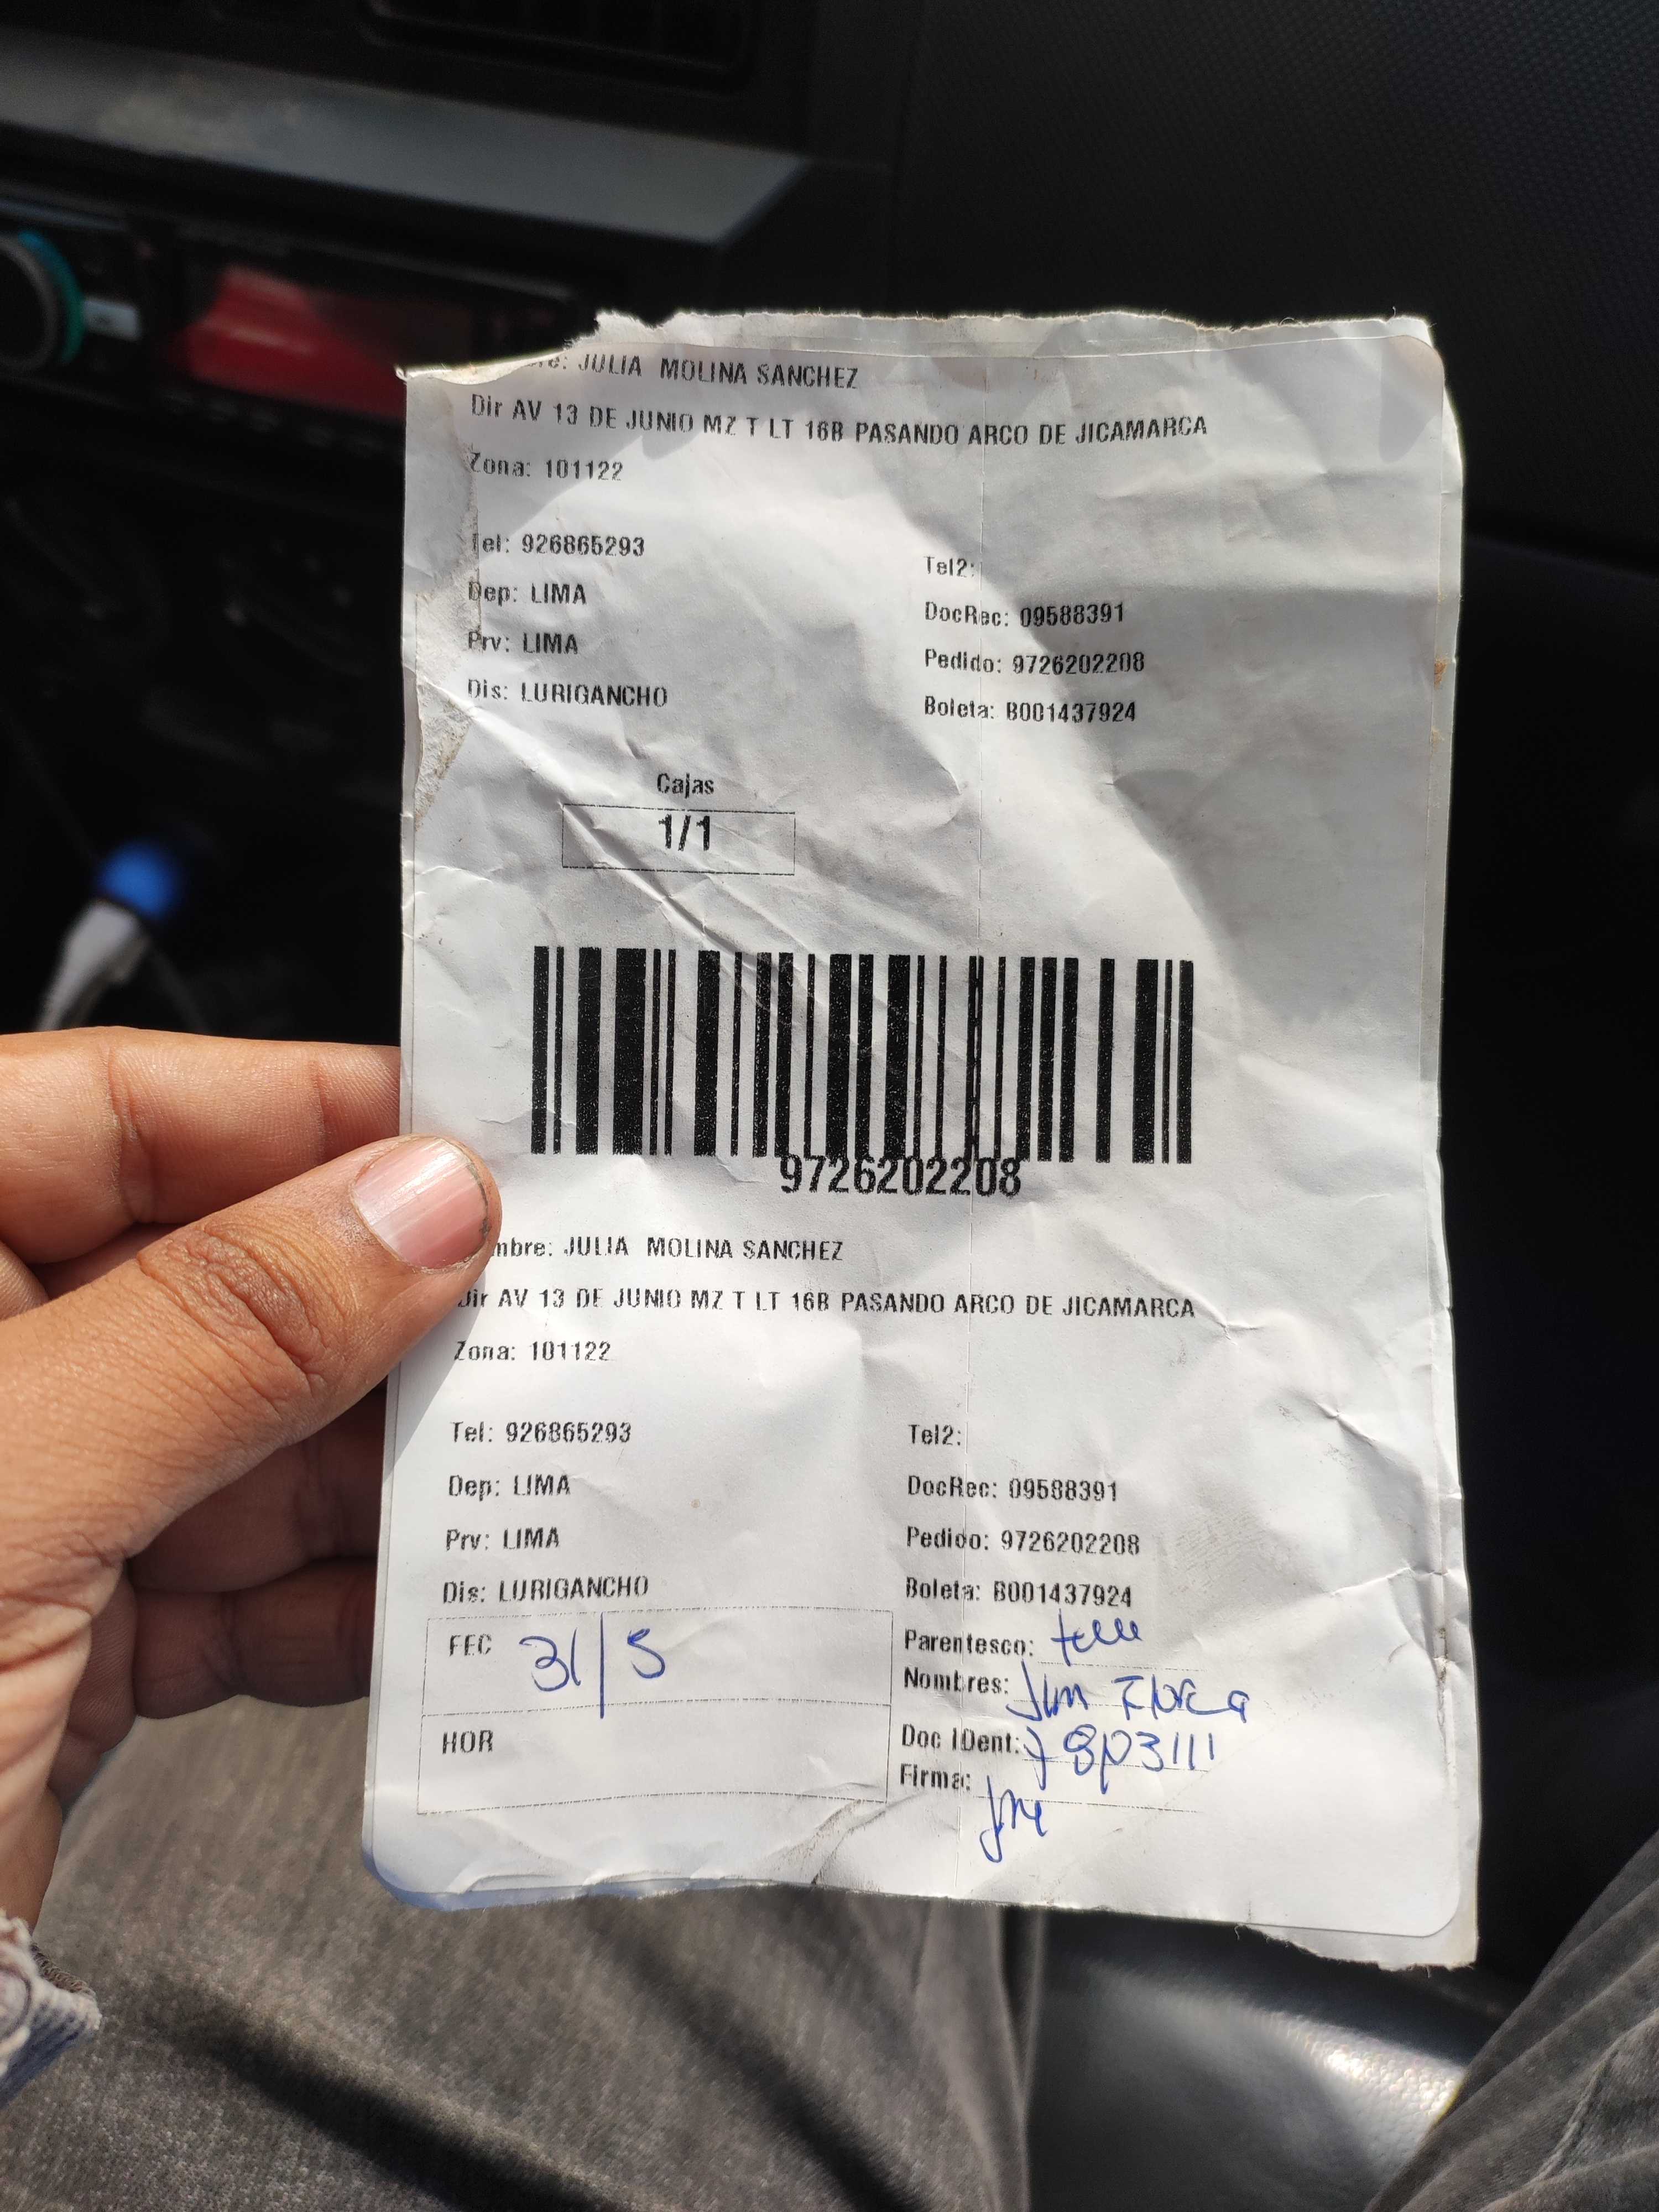 re: JULIA MOLINA SANCHEZ
Dir AV 13 DE JUNIO MZ T LT 16B PASANDO ARCO DE JICAMARCA
Zona: 101122
Tel: 926865293
Tel2:
Dep: LIMA
DocRec: 09588391
Prv: LIMA
Pedido: 9726202208
Dis: LURIGANCHO
Boleta: B001437924
Cajas
1/1
9726202208
mbre: JULIA MOLINA SANCHEZ
Dir AV 13 DE JUNIO MZ T LT 16B PASANDO ARCO DE JICAMARCA
Zona: 101122
Tel: 926865293
Tel2:
Dep: LIMA
DocRec: 09588391
Prv: LIMA
Pedido: 9726202208
Dis: LURIGANCHO
Boleta: B001437924
FEC 31/5
Parentesco:
Nombres:
HOR
Doc IDent:
Firma: